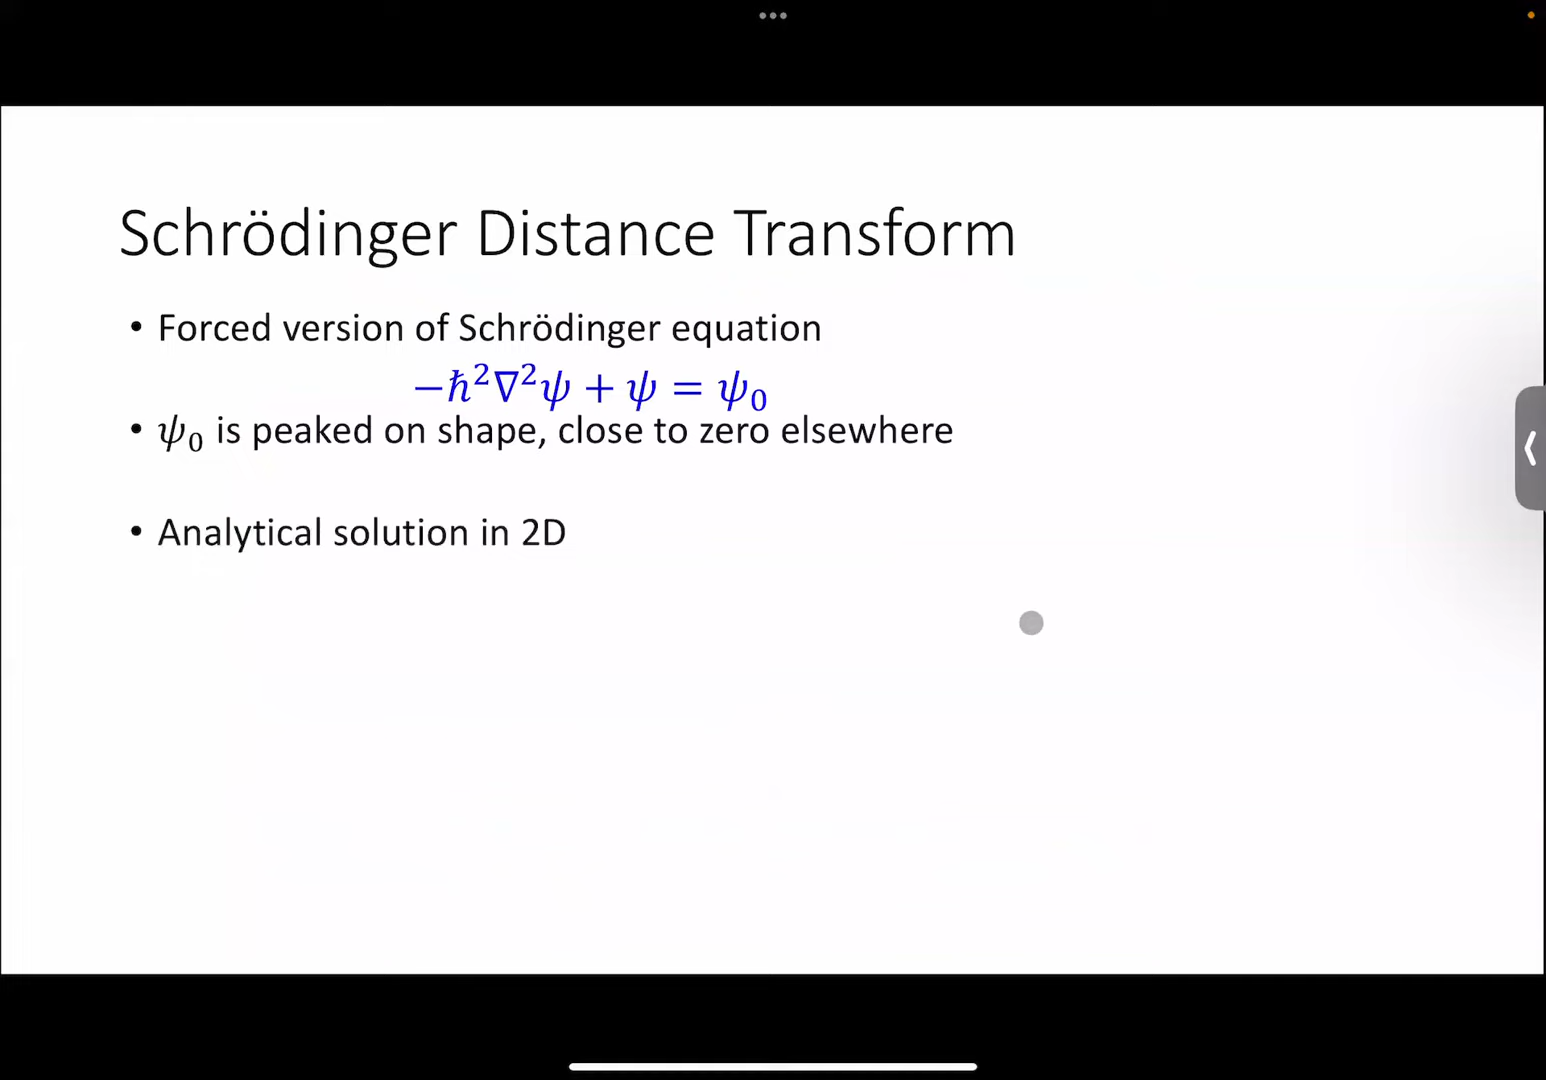 Schrödinger Distance Transform
• Forced version of Schrödinger equation
−ℏ²∇²ψ + ψ = ψ₀
• ψ₀ is peaked on shape, close to zero elsewhere
• Analytical solution in 2D